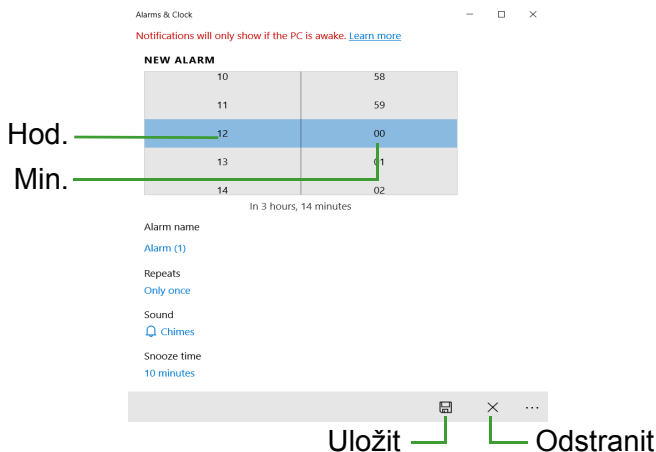 Alarms & Clock
Notifications will only show if the PC is awake. Learn more
NEW ALARM
10 58
11 59
Hod. 12 00
13 01
Min.
14 02
In 3 hours, 14 minutes
Alarm name
Alarm (1)
Repeats
Only once
Sound
Chimes
Snooze time
10 minutes
Uložit Odstranit